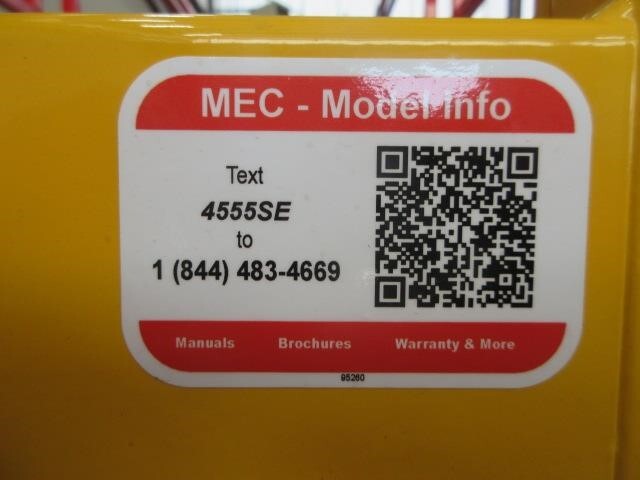 MEC - Model Info
Text
4555SE
to
1 (844) 483-4669
Manuals Brochures Warranty & More
95260